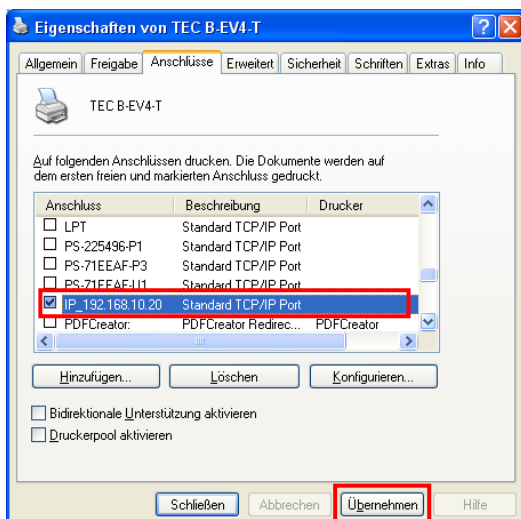 Eigenschaften von TEC B-EV4-T
Allgemein Freigabe Anschlüsse Erweitert Sicherheit Schriften Extras Info
TEC B-EV4-T
Auf folgenden Anschlüssen drucken. Die Dokumente werden auf
dem ersten freien und markierten Anschluss gedruckt.
Anschluss Beschreibung Drucker
LPT Standard TCP/IP Port
PS-225496-P1 Standard TCP/IP Port
PS-71EEAF-P3 Standard TCP/IP Port
PS-71EEAF-U1 Standard TCP/IP Port
IP_192.168.10.20 Standard TCP/IP Port
PDFCreator: PDFCreator Redirec... PDFCreator
Hinzufügen... Löschen Konfigurieren...
Bidirektionale Unterstützung aktivieren
Druckerpool aktivieren
Schließen Abbrechen Übernehmen Hilfe